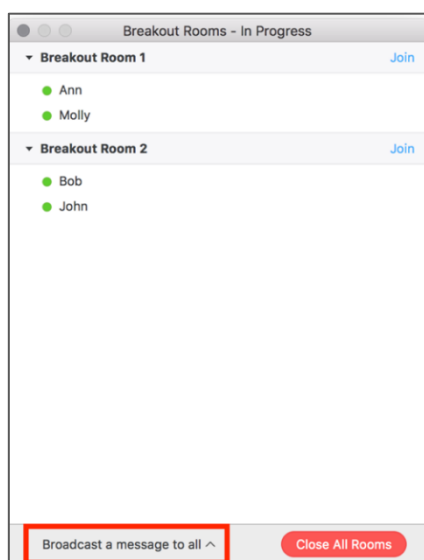 Breakout Rooms - In Progress
Breakout Room 1 Join
Ann
Molly
Breakout Room 2 Join
Bob
John
Broadcast a message to all Close All Rooms